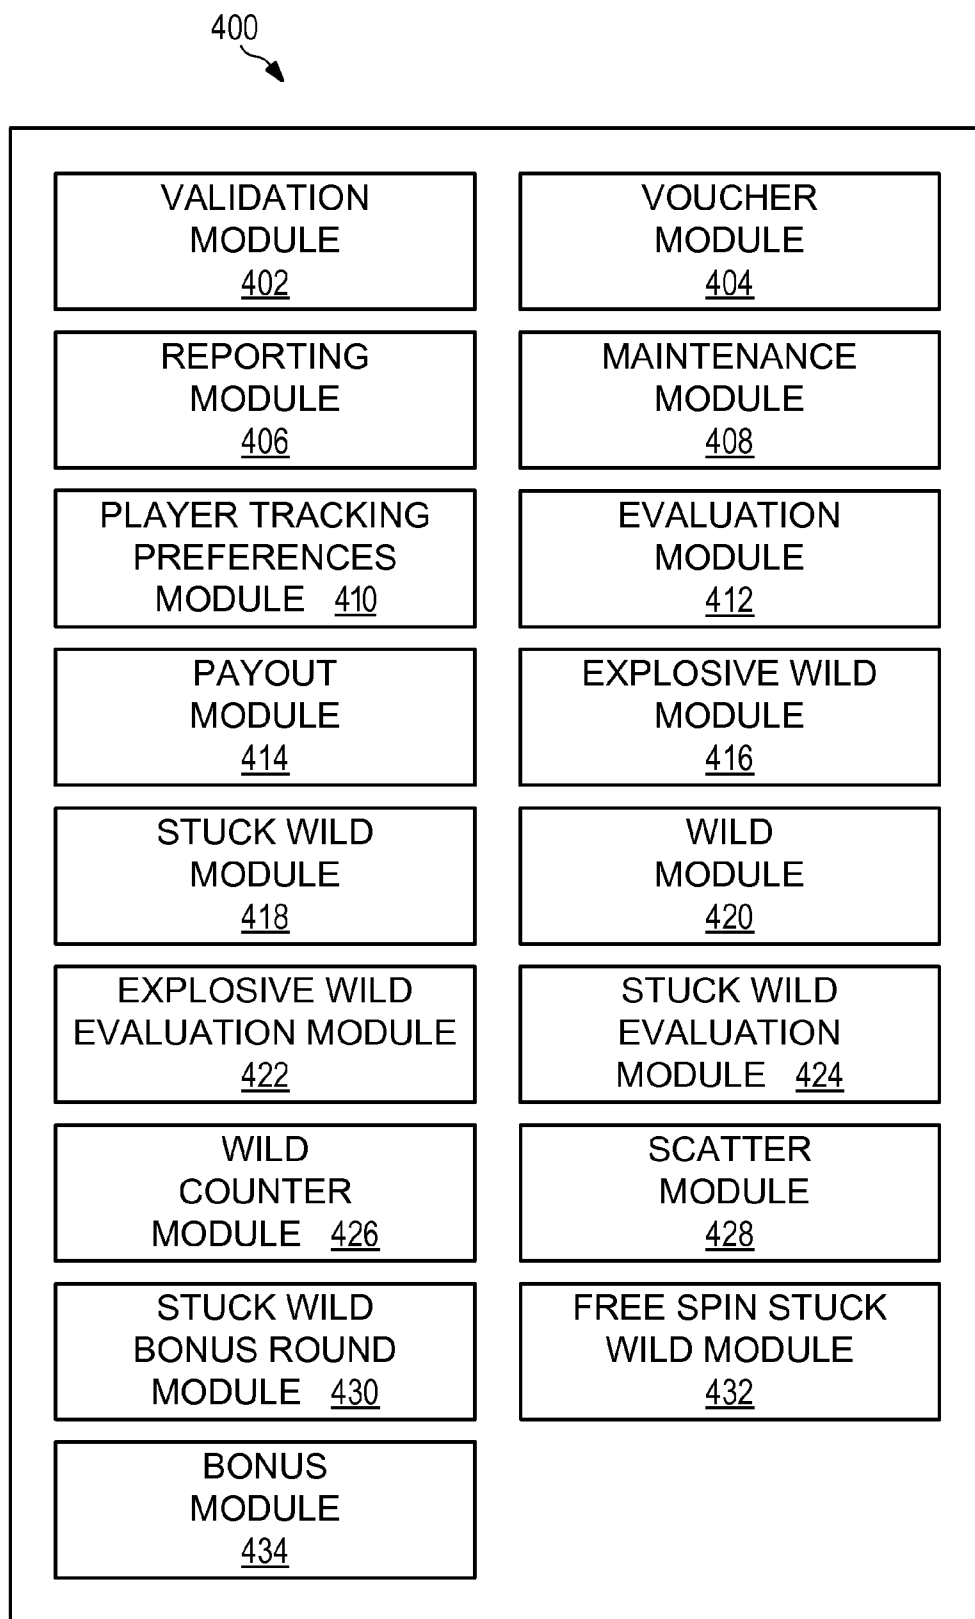 400
VALIDATION
MODULE
402
VOUCHER
MODULE
404
REPORTING
MODULE
406
MAINTENANCE
MODULE
408
PLAYER TRACKING
PREFERENCES
MODULE 410
EVALUATION
MODULE
412
PAYOUT
MODULE
414
EXPLOSIVE WILD
MODULE
416
STUCK WILD
MODULE
418
WILD
MODULE
420
EXPLOSIVE WILD
EVALUATION MODULE
422
STUCK WILD
EVALUATION
MODULE 424
WILD
COUNTER
MODULE 426
SCATTER
MODULE
428
STUCK WILD
BONUS ROUND
MODULE 430
FREE SPIN STUCK
WILD MODULE
432
BONUS
MODULE
434